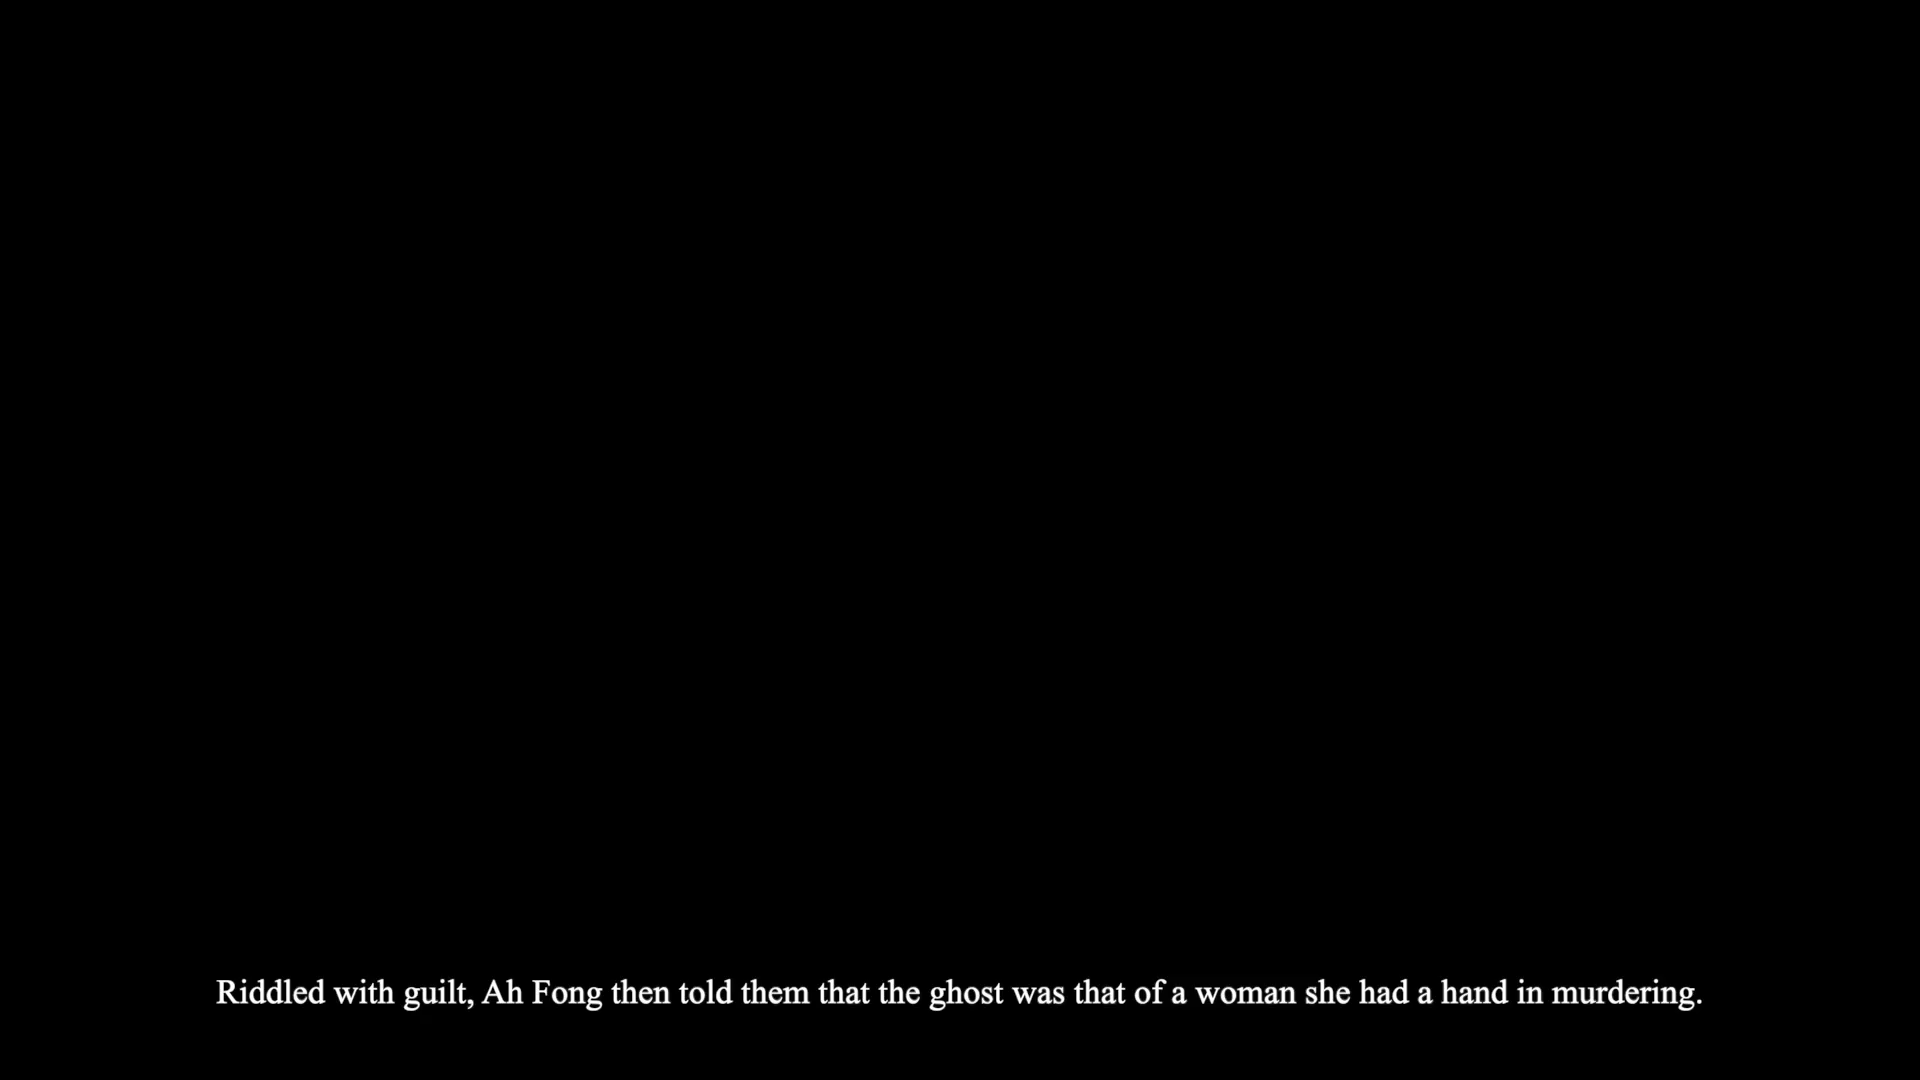 Riddled with guilt, Ah Fong then told them that the ghost was that of a woman she had a hand in murdering.